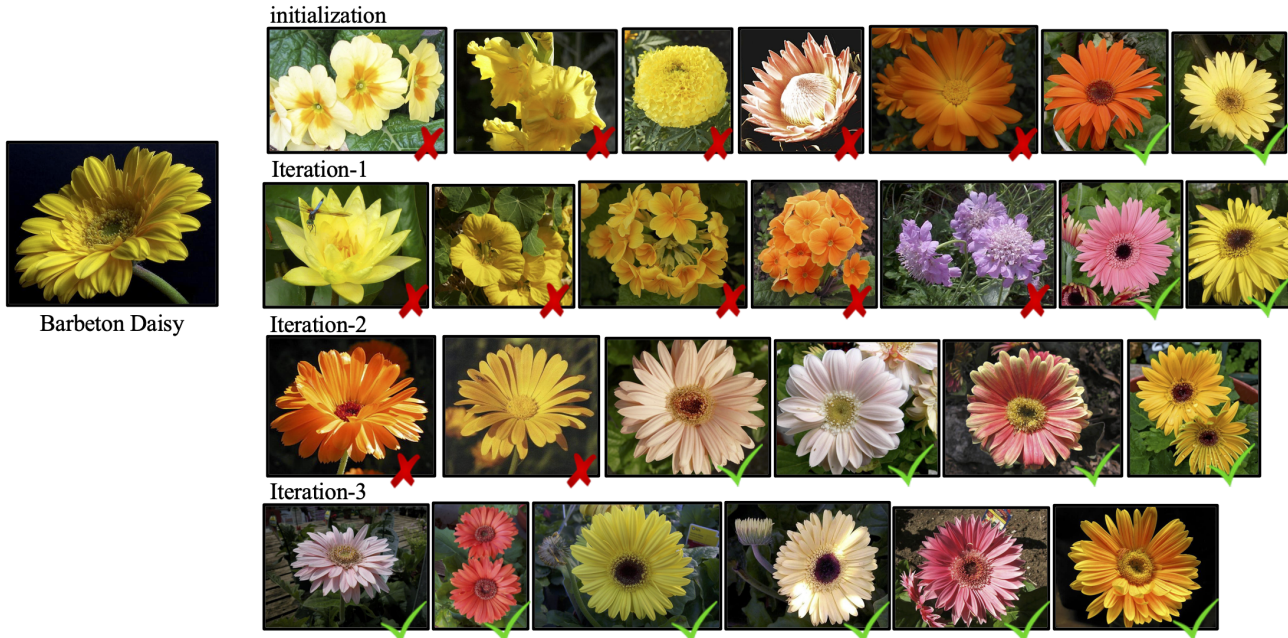 initialization
Iteration-1
Barbeton Daisy
Iteration-2
Iteration-3